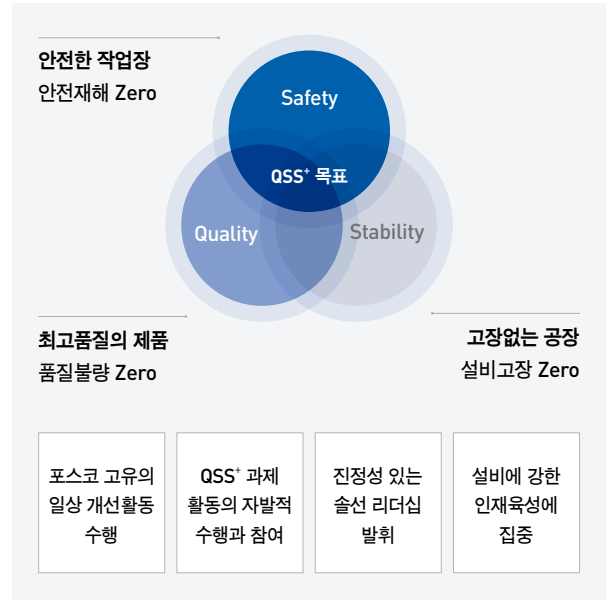 안전한 작업장
안전재해 Zero
Safety
QSS⁺ 목표
Quality
Stability
최고품질의 제품
품질불량 Zero
고장없는 공장
설비고장 Zero
포스코 고유의
일상 개선활동
수행
QSS⁺ 과제
활동의 자발적
수행과 참여
진정성 있는
솔선 리더십
발휘
설비에 강한
인재육성에
집중